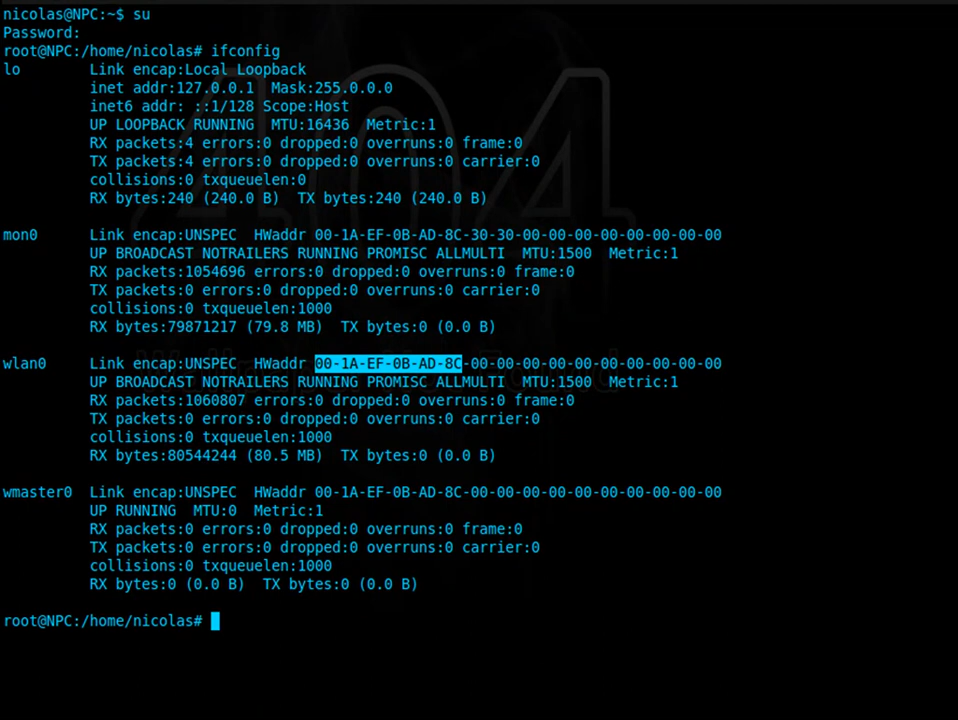 nicolas@NPC:~$ su
Password:
root@NPC:/home/nicolas# ifconfig
lo        Link encap:Local Loopback
          inet addr:127.0.0.1  Mask:255.0.0.0
          inet6 addr: ::1/128 Scope:Host
          UP LOOPBACK RUNNING  MTU:16436  Metric:1
          RX packets:4 errors:0 dropped:0 overruns:0 frame:0
          TX packets:4 errors:0 dropped:0 overruns:0 carrier:0
          collisions:0 txqueuelen:0
          RX bytes:240 (240.0 B)  TX bytes:240 (240.0 B)

mon0      Link encap:UNSPEC  HWaddr 00-1A-EF-0B-AD-8C-30-30-00-00-00-00-00-00-00-00
          UP BROADCAST NOTRAILERS RUNNING PROMISC ALLMULTI  MTU:1500  Metric:1
          RX packets:1054696 errors:0 dropped:0 overruns:0 frame:0
          TX packets:0 errors:0 dropped:0 overruns:0 carrier:0
          collisions:0 txqueuelen:1000
          RX bytes:79871217 (79.8 MB)  TX bytes:0 (0.0 B)

wlan0     Link encap:UNSPEC  HWaddr 00-1A-EF-0B-AD-8C-00-00-00-00-00-00-00-00-00-00
          UP BROADCAST NOTRAILERS RUNNING PROMISC ALLMULTI  MTU:1500  Metric:1
          RX packets:1060807 errors:0 dropped:0 overruns:0 frame:0
          TX packets:0 errors:0 dropped:0 overruns:0 carrier:0
          collisions:0 txqueuelen:1000
          RX bytes:80544244 (80.5 MB)  TX bytes:0 (0.0 B)

wmaster0  Link encap:UNSPEC  HWaddr 00-1A-EF-0B-AD-8C-00-00-00-00-00-00-00-00-00-00
          UP RUNNING  MTU:0  Metric:1
          RX packets:0 errors:0 dropped:0 overruns:0 frame:0
          TX packets:0 errors:0 dropped:0 overruns:0 carrier:0
          collisions:0 txqueuelen:1000
          RX bytes:0 (0.0 B)  TX bytes:0 (0.0 B)

root@NPC:/home/nicolas#
404